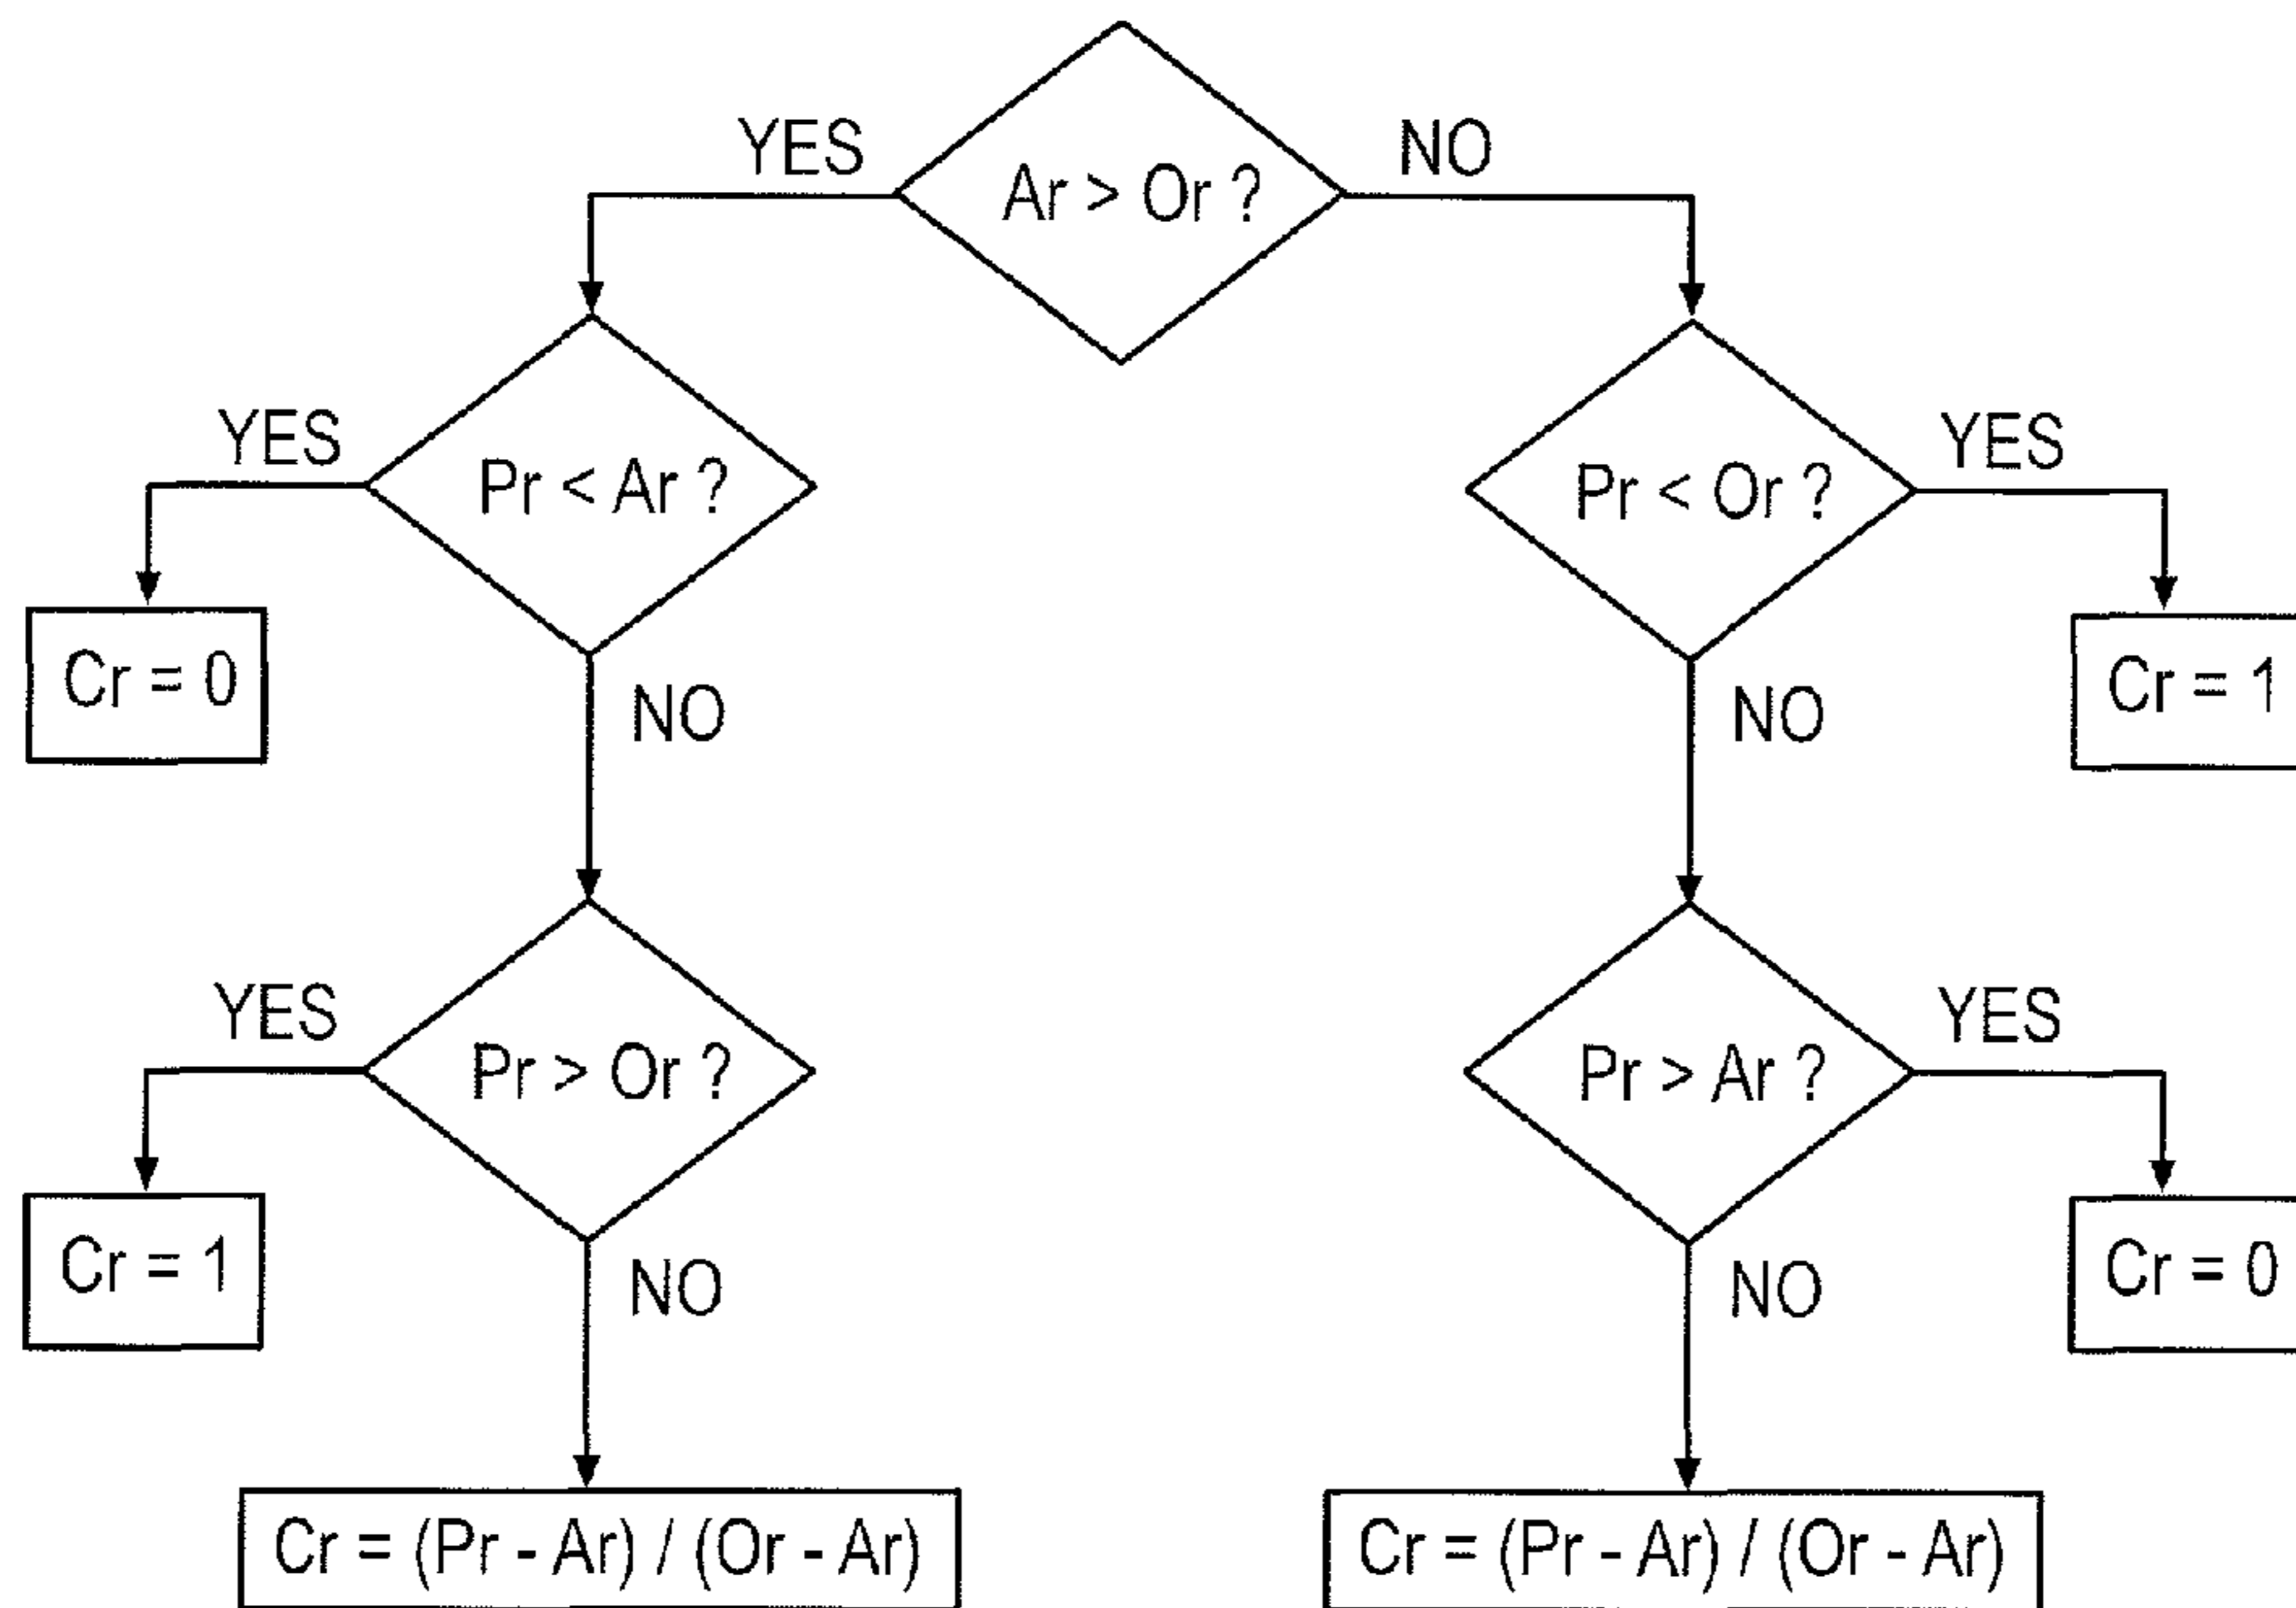 Ar > Or ?
YES
NO
Pr < Ar ?
YES
NO
Cr = 0
Pr < Or ?
YES
NO
Cr = 1
Pr > Or ?
YES
NO
Cr = 1
Pr > Ar ?
YES
NO
Cr = 0
Cr = (Pr - Ar) / (Or - Ar)
Cr = (Pr - Ar) / (Or - Ar)